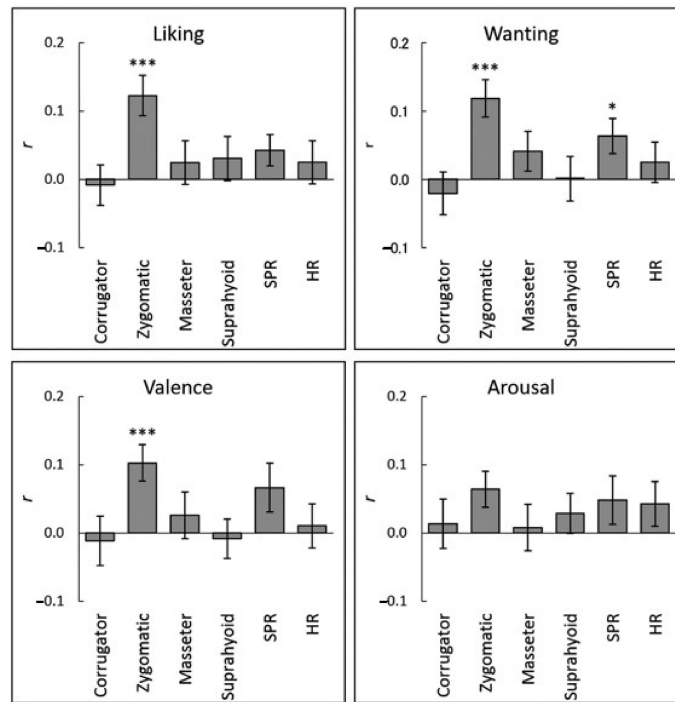 Liking
0.2
***
0.1
r
0.0
–0.1
Corrugator
Zygomatic
Masseter
Suprahyoid
SPR
HR
Wanting
0.2
***
*
0.1
r
0.0
–0.1
Corrugator
Zygomatic
Masseter
Suprahyoid
SPR
HR
Valence
0.2
***
0.1
r
0.0
–0.1
Corrugator
Zygomatic
Masseter
Suprahyoid
SPR
HR
Arousal
0.2
0.1
r
0.0
–0.1
Corrugator
Zygomatic
Masseter
Suprahyoid
SPR
HR